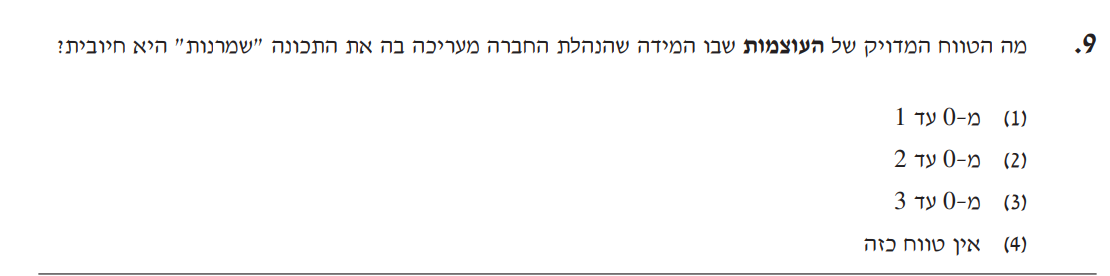 9. מה הטווח המדויק של העוצמות שבו המידה שהנהלת החברה מעריכה בה את התכונה "שמרנות" היא חיובית?
(1) מ-0 עד 1
(2) מ-0 עד 2
(3) מ-0 עד 3
(4) אין טווח כזה